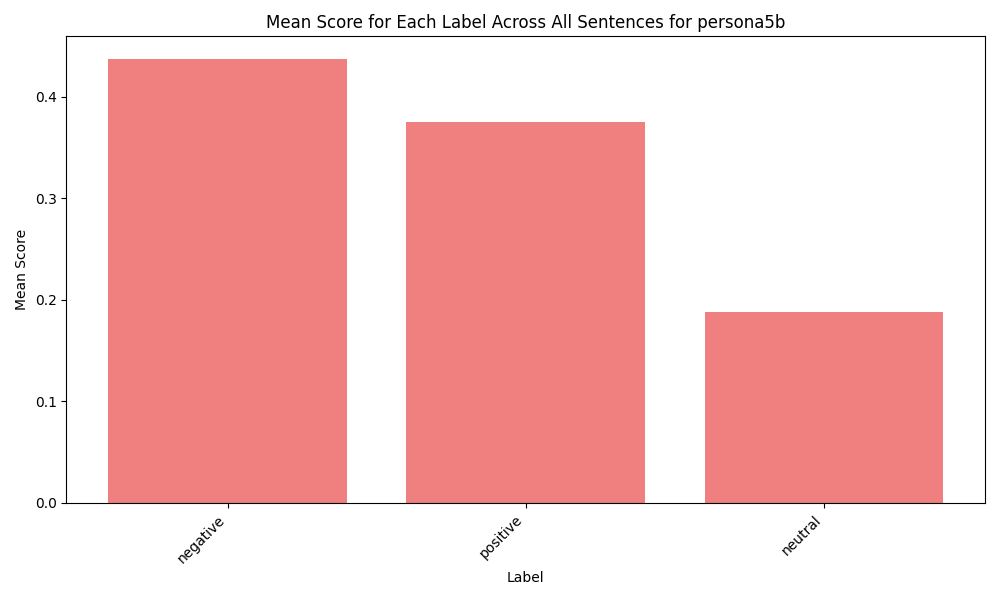 Mean Score for Each Label Across All Sentences for persona5b
Mean Score
0.4
0.3
0.2
0.1
0.0
negative
positive
neutral
Label